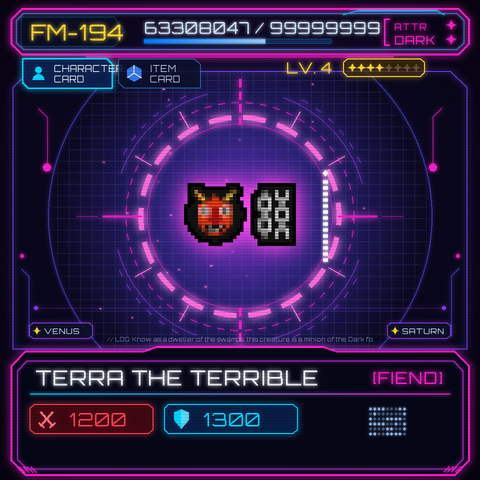 FM-194
63308047 / 99999999
ATTR
DARK
CHARACTER
CARD
ITEM
CARD
LV. 4
VENUS
SATURN
// LOG: Know as a dweller of the swamps, this creature is a minion of the Dark fo
TERRA THE TERRIBLE
[FIEND]
1200
1300